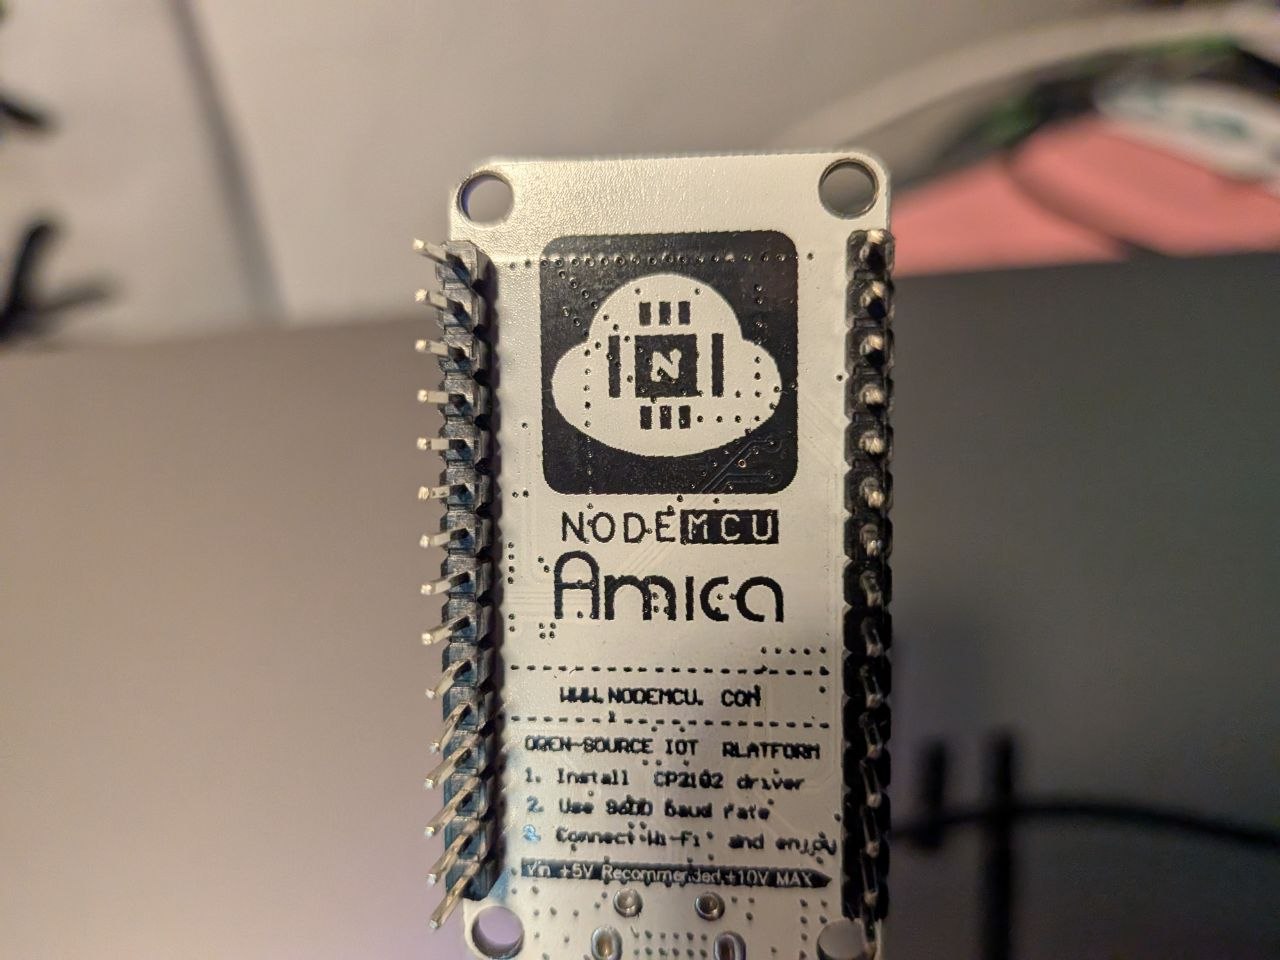 N
NODEMCU
Amica
WWW.NODEMCU. COM
OPEN-SOURCE IOT PLATFORM
1. Install CP2102 driver
2. Use 9600 baud rate
3. Connect Wi-Fi and enjoy
Vin +5V Recommended,+10V MAX